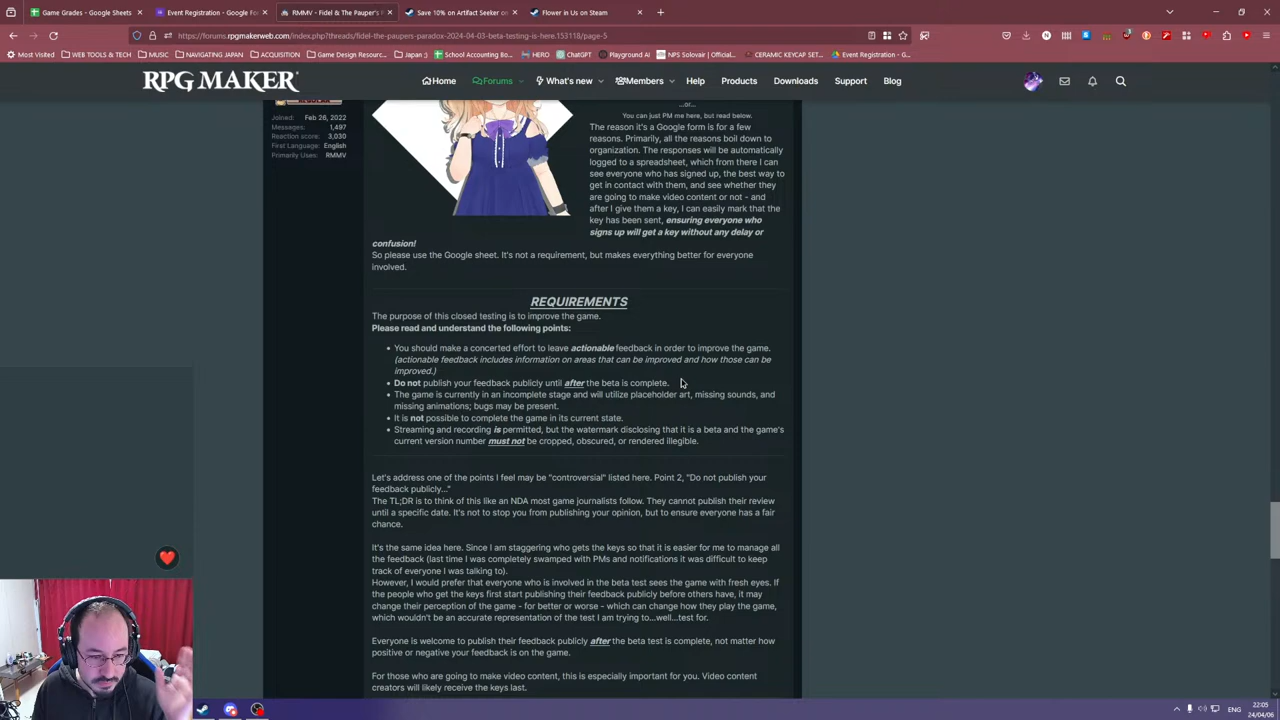 Game Grades - Google Sheets
Event Registration - Google Fo
RMMV - Fidel & The Pauper's P
Save 10% on Artifact Seeker on
Flower in Us on Steam
https://forums.rpgmakerweb.com/index.php?threads/fidel-the-paupers-paradox-2024-04-03-beta-testing-is-here.153118/page-5
Most Visited
WEB TOOLS & TECH
MUSIC
NAVIGATING JAPAN
ACQUISITION
Game Design Resourc...
School Accounting Bo...
HERO
ChatGPT
Playground AI
NPS Solovair | Official...
CERAMIC KEYCAP SET...
Event Registration - G...
RPG MAKER
Home
Forums
What's new
Members
Help
Products
Downloads
Support
Blog
REGULAR
Joined: Feb 26, 2022
Messages: 1,497
Reaction score: 3,030
First Language: English
Primarily Uses: RMMV
...or...
You can just PM me here, but read below.
The reason it's a Google form is for a few
reasons. Primarily, all the reasons boil down to
organization. The responses will be automatically
logged to a spreadsheet, which from there I can
see everyone who has signed up, the best way to
get in contact with them, and see whether they
are going to make video content or not - and
after I give them a key, I can easily mark that the
key has been sent, ensuring everyone who
signs up will get a key without any delay or
confusion!
So please use the Google sheet. It's not a requirement, but makes everything better for everyone
involved.
REQUIREMENTS
The purpose of this closed testing is to improve the game.
Please read and understand the following points:
• You should make a concerted effort to leave actionable feedback in order to improve the game.
(actionable feedback includes information on areas that can be improved and how those can be
improved.)
• Do not publish your feedback publicly until after the beta is complete.
• The game is currently in an incomplete stage and will utilize placeholder art, missing sounds, and
missing animations; bugs may be present.
• It is not possible to complete the game in its current state.
• Streaming and recording is permitted, but the watermark disclosing that it is a beta and the game's
current version number must not be cropped, obscured, or rendered illegible.
Let's address one of the points I feel may be "controversial" listed here. Point 2, "Do not publish your
feedback publicly..."
The TL;DR is to think of this like an NDA most game journalists follow. They cannot publish their review
until a specific date. It's not to stop you from publishing your opinion, but to ensure everyone has a fair
chance.
It's the same idea here. Since I am staggering who gets the keys so that it is easier for me to manage all
the feedback (last time I was completely swamped with PMs and notifications it was difficult to keep
track of everyone I was talking to).
However, I would prefer that everyone who is involved in the beta test sees the game with fresh eyes. If
the people who get the keys first start publishing their feedback publicly before others have, it may
change their perception of the game - for better or worse - which can change how they play the game,
which wouldn't be an accurate representation of the test I am trying to...well...test for.
Everyone is welcome to publish their feedback publicly after the beta test is complete, not matter how
positive or negative your feedback is on the game.
For those who are going to make video content, this is especially important for you. Video content
creators will likely receive the keys last.
ENG
22:05
24/04/06